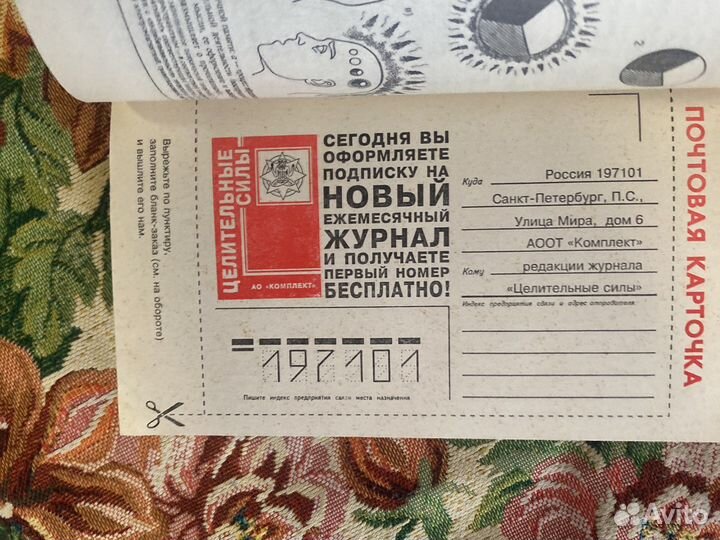 2
Вырежьте по пунктиру,
заполните бланк-заказ (см. на обороте)
и вышлите его нам.
ЦЕЛИТЕЛЬНЫЕ
СИЛЫ
АО «КОМПЛЕКТ»
СЕГОДНЯ ВЫ
ОФОРМЛЯЕТЕ
ПОДПИСКУ НА
НОВЫЙ
ЕЖЕМЕСЯЧНЫЙ
ЖУРНАЛ
И ПОЛУЧАЕТЕ
ПЕРВЫЙ НОМЕР
БЕСПЛАТНО!
197101
Пишите индекс предприятия связи места назначения
Куда Россия 197101
Санкт-Петербург, П.С.,
Улица Мира, дом 6
АООТ «Комплект»
Кому редакции журнала
«Целительные силы»
Индекс предприятия связи и адрес отправителя
ПОЧТОВАЯ КАРТОЧКА
Avito